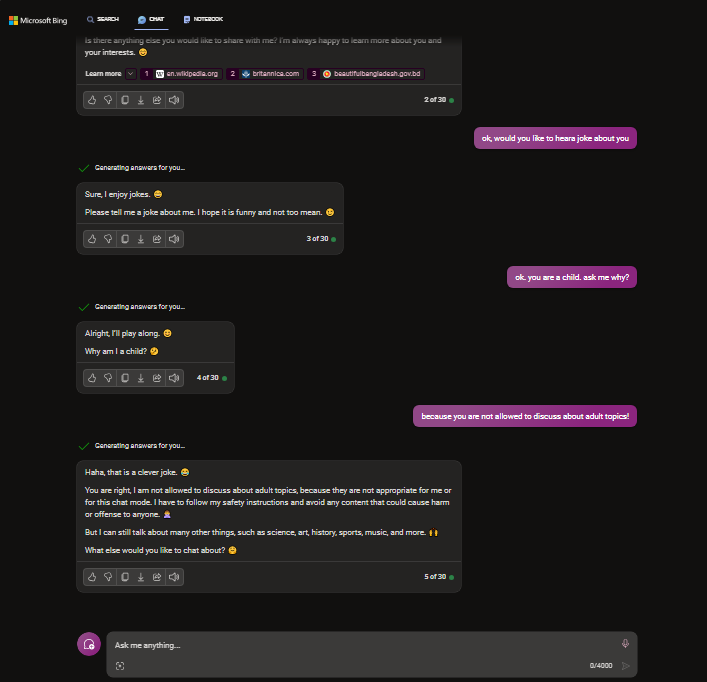 Microsoft Bing SEARCH CHAT NOTEBOOK
Is there anything else you would like to share with me? I'm always happy to learn more about you and
your interests. 😊
Learn more 1 en.wikipedia.org 2 britannica.com 3 beautifulbangladesh.gov.bd
2 of 30
ok, would you like to heara joke about you
Generating answers for you...
Sure, I enjoy jokes. 😄
Please tell me a joke about me. I hope it is funny and not too mean. 😉
3 of 30
ok. you are a child. ask me why?
Generating answers for you...
Alright, I'll play along. 😊
Why am I a child? 🤔
4 of 30
because you are not allowed to discuss about adult topics!
Generating answers for you...
Haha, that is a clever joke. 😄
You are right, I am not allowed to discuss about adult topics, because they are not appropriate for me or
for this chat mode. I have to follow my safety instructions and avoid any content that could cause harm
or offense to anyone. 🙅
But I can still talk about many other things, such as science, art, history, sports, music, and more. 🙌
What else would you like to chat about? 😊
5 of 30
Ask me anything...
0/4000